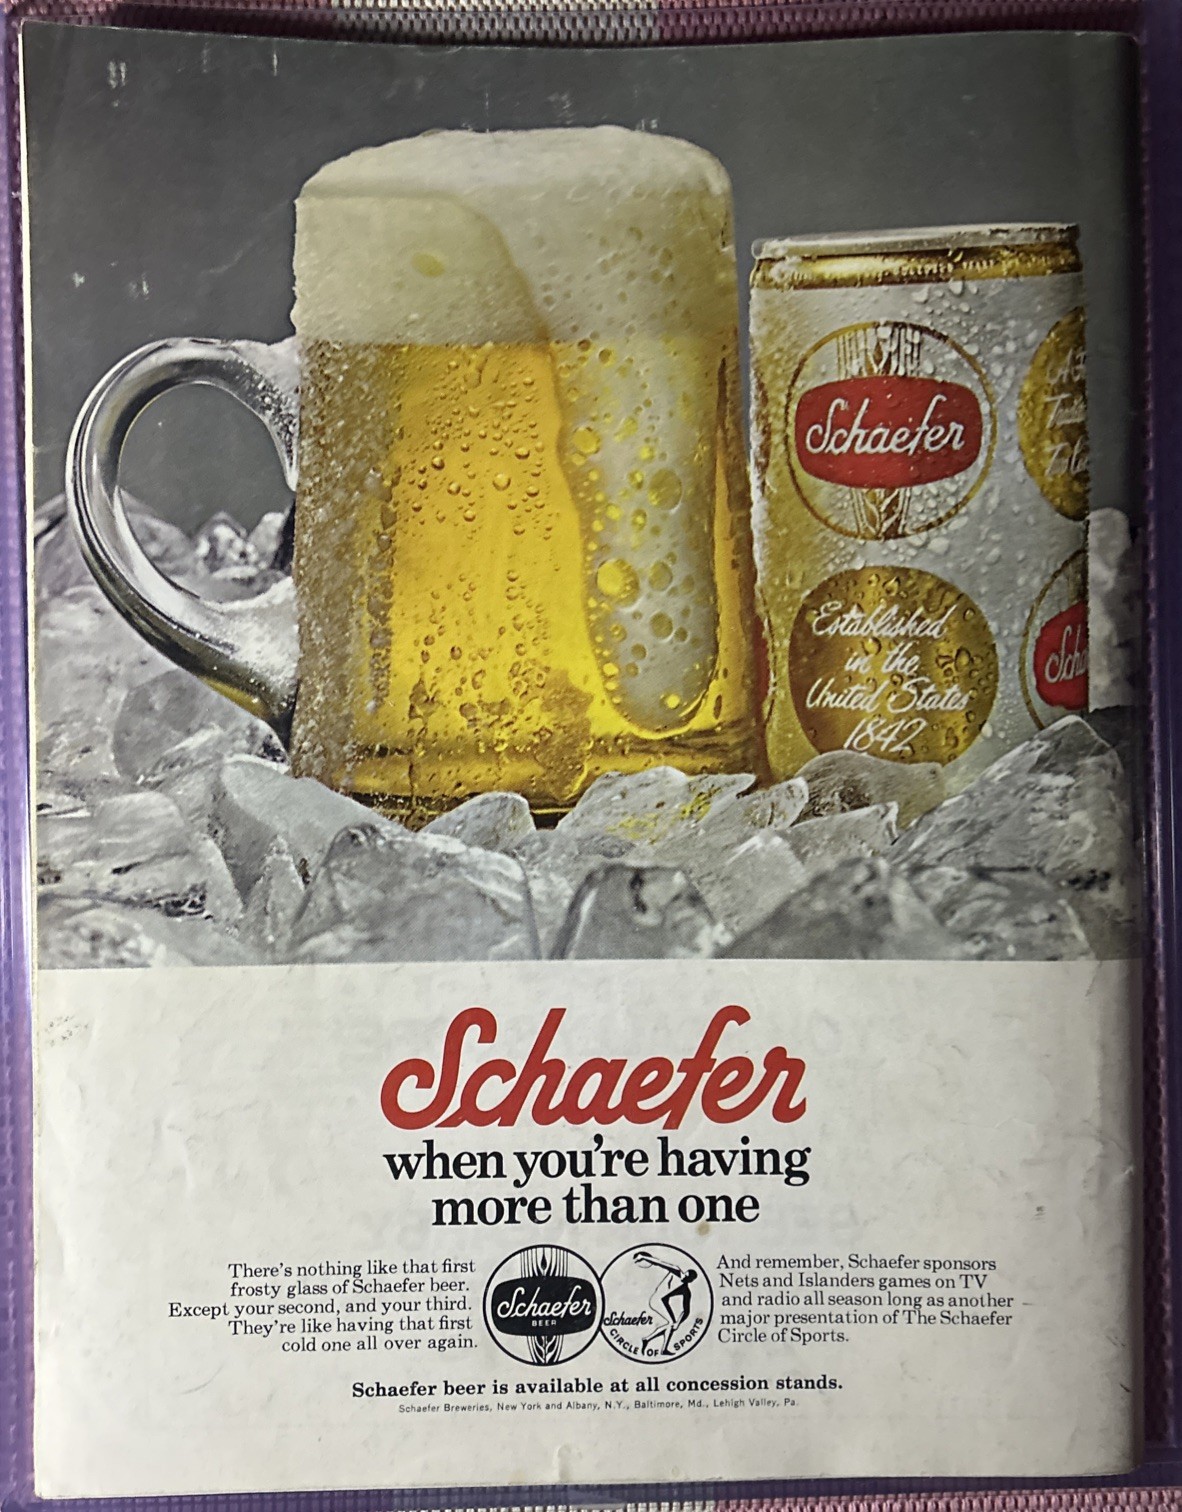 Schaefer
Established
in the
United States
1842
Schaefer
when you're having
more than one
There's nothing like that first
frosty glass of Schaefer beer.
Except your second, and your third.
They're like having that first
cold one all over again.
Schaefer
BEER
Schaefer
CIRCLE OF SPORTS
And remember, Schaefer sponsors
Nets and Islanders games on TV
and radio all season long as another
major presentation of The Schaefer
Circle of Sports.
Schaefer beer is available at all concession stands.
Schaefer Breweries, New York and Albany, N.Y., Baltimore, Md., Lehigh Valley, Pa.